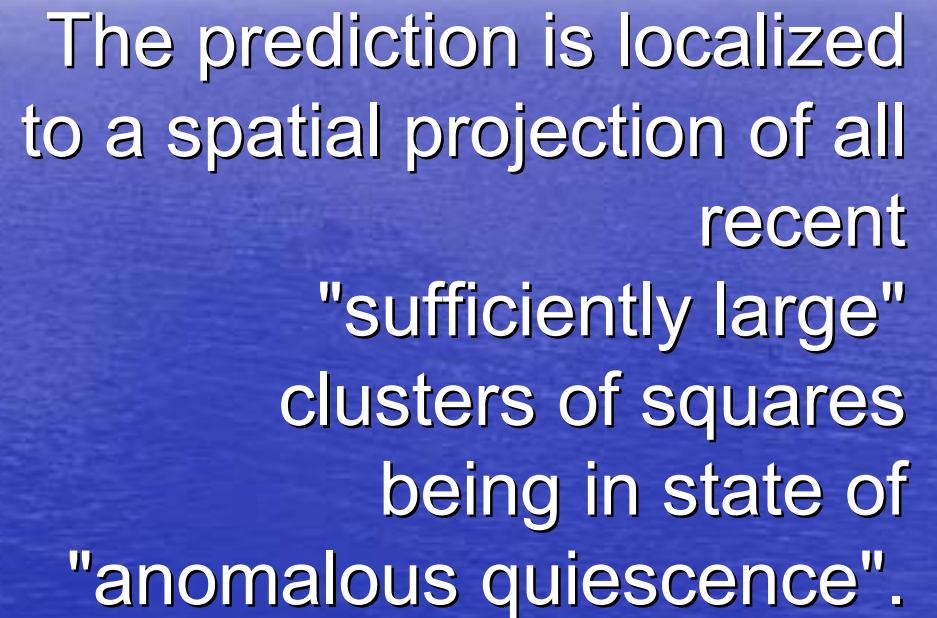 The prediction is localized
to a spatial projection of all
recent
"sufficiently large"
clusters of squares
being in state of
"anomalous quiescence".